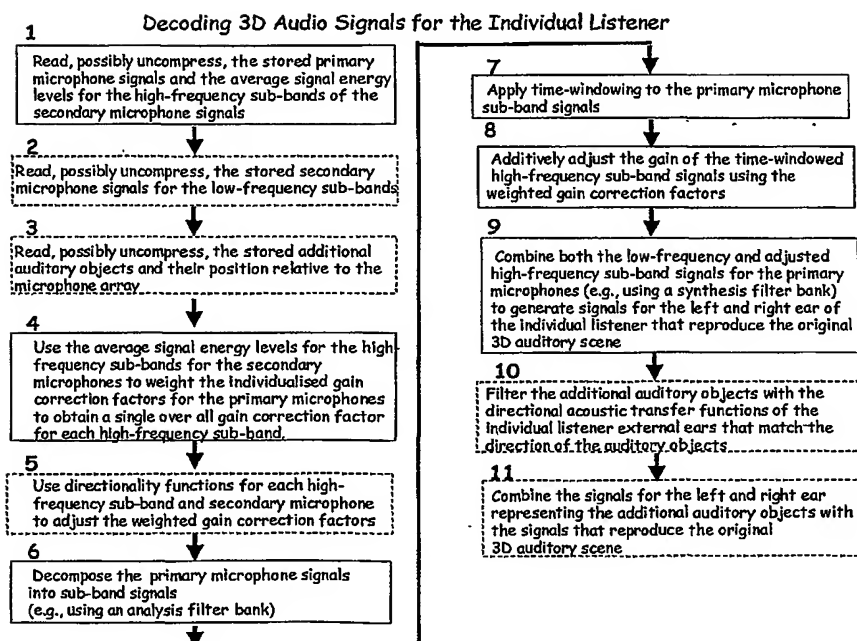 Decoding 3D Audio Signals for the Individual Listener
1
Read, possibly uncompress, the stored primary
microphone signals and the average signal energy
levels for the high-frequency sub-bands of the
secondary microphone signals
2
Read, possibly uncompress, the stored secondary
microphone signals for the low-frequency sub-bands
3
Read, possibly uncompress, the stored additional
auditory objects and their position relative to the
microphone array
4
Use the average signal energy levels for the high-
frequency sub-bands for the secondary
microphones to weight the individualised gain
correction factors for the primary microphones
to obtain a single over all gain correction factor
for each high-frequency sub-band.
5
Use directionality functions for each high-
frequency sub-band and secondary microphone
to adjust the weighted gain correction factors
6
Decompose the primary microphone signals
into sub-band signals
(e.g., using an analysis filter bank)
7
Apply time-windowing to the primary microphone
sub-band signals
8
Additively adjust the gain of the time-windowed
high-frequency sub-band signals using the
weighted gain correction factors
9
Combine both the low-frequency and adjusted
high-frequency sub-band signals for the primary
microphones (e.g., using a synthesis filter bank)
to generate signals for the left and right ear of
the individual listener that reproduce the original
3D auditory scene
10
Filter the additional auditory objects with the
directional acoustic transfer functions of the
individual listener external ears that match the
direction of the auditory objects
11
Combine the signals for the left and right ear
representing the additional auditory objects with
the signals that reproduce the original
3D auditory scene